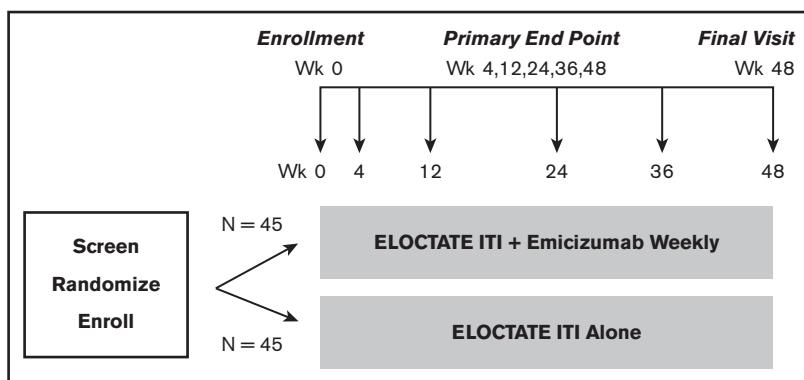 Enrollment Primary End Point Final Visit
Wk 0 Wk 4,12,24,36,48 Wk 48
Wk 0 4 12 24 36 48
N = 45
ELOCTATE ITI + Emicizumab Weekly
Screen
Randomize
Enroll
ELOCTATE ITI Alone
N = 45